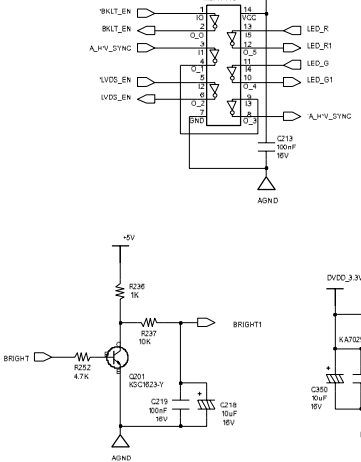 *BKLT_EN 1 14
IO VCC
BKLT_EN 2 13 LED_R
O_0 I5
A_H*V_SYNC 3 12 LED_R1
I1 O_5
4 11 LED_G
O_1 I4
*LVDS_EN 5 10 LED_G1
I2 O_4
LVDS_EN 6 9
O_2 I3
7 8 *A_H*V_SYNC
GND O_3
C213
100nF
16V
AGND
+5V
DVDD_3.3V
R236
1K
R237
10K
BRIGHT1
KA702
BRIGHT
R252
4.7K
C
B
E
Q201
KSC1623-Y
C219
100nF
16V
+
C218
10uF
16V
+
C350
10uF
16V
AGND